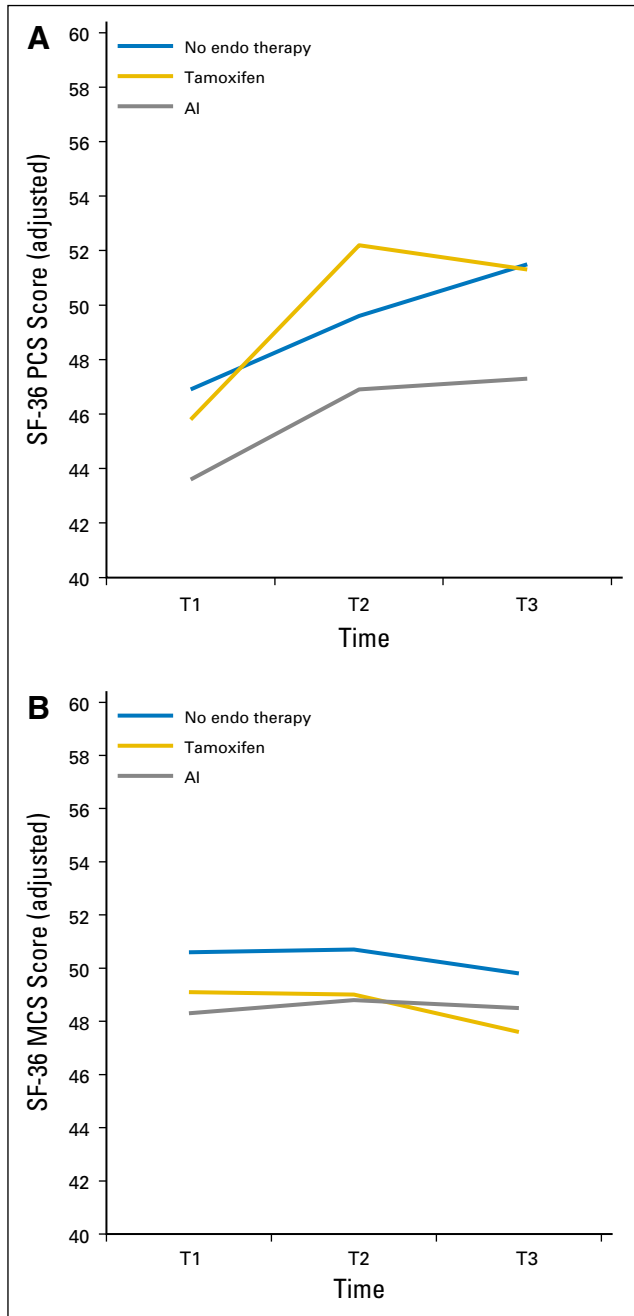 A
No endo therapy
Tamoxifen
AI
SF-36 PCS Score (adjusted)
60
58
56
54
52
50
48
46
44
42
40
T1 T2 T3
Time
B
No endo therapy
Tamoxifen
AI
SF-36 MCS Score (adjusted)
60
58
56
54
52
50
48
46
44
42
40
T1 T2 T3
Time